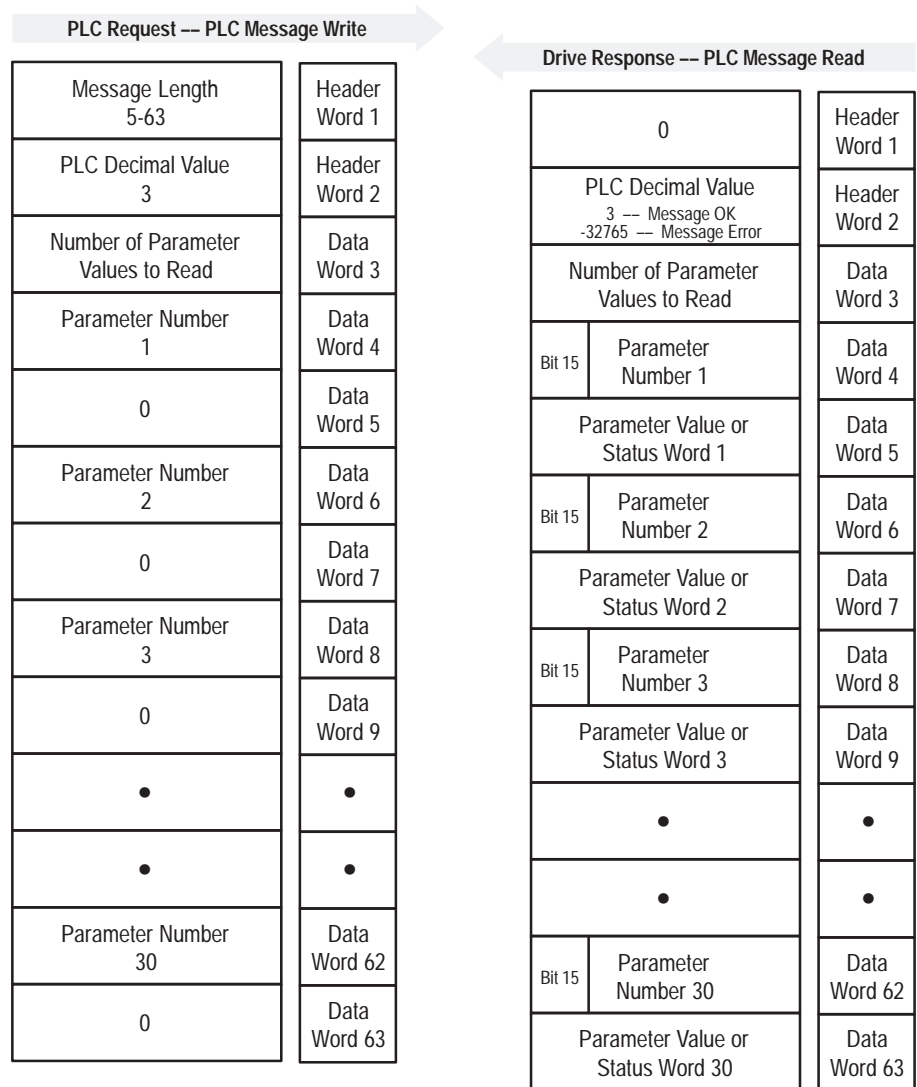 PLC Request –– PLC Message Write
Message Length
5-63
Header
Word 1
PLC Decimal Value
3
Header
Word 2
Number of Parameter
Values to Read
Data
Word 3
Parameter Number
1
Data
Word 4
0
Data
Word 5
Parameter Number
2
Data
Word 6
0
Data
Word 7
Parameter Number
3
Data
Word 8
0
Data
Word 9
•
•
•
•
Parameter Number
30
Data
Word 62
0
Data
Word 63
Drive Response –– PLC Message Read
0
Header
Word 1
PLC Decimal Value
3 –– Message OK
-32765 –– Message Error
Header
Word 2
Number of Parameter
Values to Read
Data
Word 3
Bit 15
Parameter
Number 1
Data
Word 4
Parameter Value or
Status Word 1
Data
Word 5
Bit 15
Parameter
Number 2
Data
Word 6
Parameter Value or
Status Word 2
Data
Word 7
Bit 15
Parameter
Number 3
Data
Word 8
Parameter Value or
Status Word 3
Data
Word 9
•
•
•
•
Bit 15
Parameter
Number 30
Data
Word 62
Parameter Value or
Status Word 30
Data
Word 63